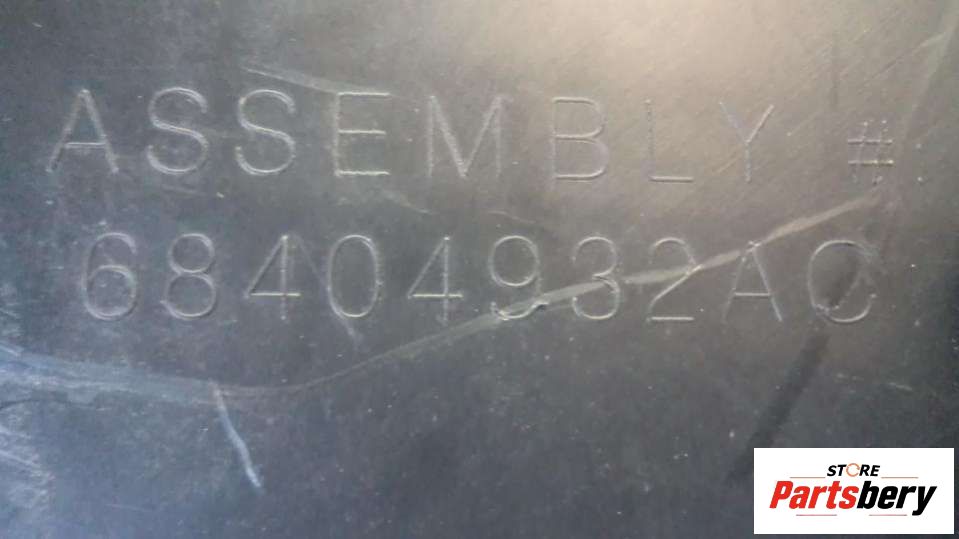 ASSEMBLY #
68404932AC
STORE
Partsbery